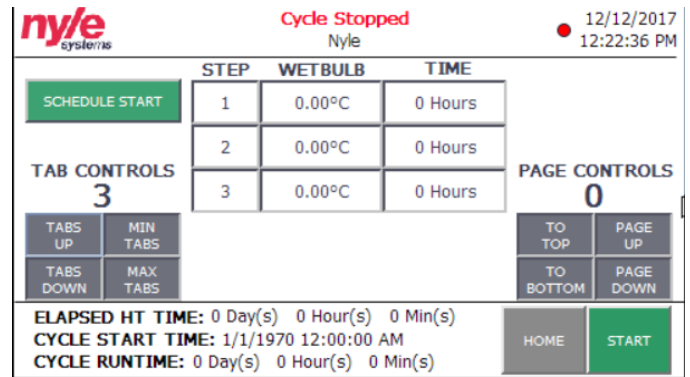 nyle systems
Cycle Stopped
Nyle
12/12/2017
12:22:36 PM
STEP WETBULB TIME
SCHEDULE START
1 0.00°C 0 Hours
2 0.00°C 0 Hours
3 0.00°C 0 Hours
TAB CONTROLS
3
TABS UP
MIN TABS
TABS DOWN
MAX TABS
PAGE CONTROLS
0
TO TOP
PAGE UP
TO BOTTOM
PAGE DOWN
ELAPSED HT TIME: 0 Day(s) 0 Hour(s) 0 Min(s)
CYCLE START TIME: 1/1/1970 12:00:00 AM
CYCLE RUNTIME: 0 Day(s) 0 Hour(s) 0 Min(s)
HOME
START